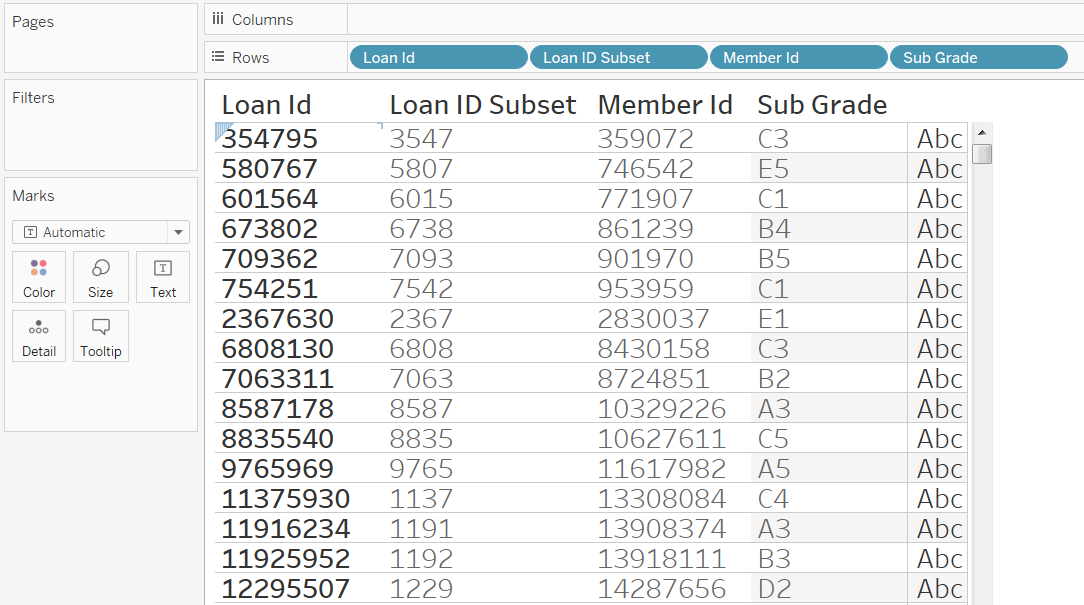 Pages
Columns
Rows Loan Id Loan ID Subset Member Id Sub Grade
Filters
Marks
Automatic
Color Size Text
Detail Tooltip
Loan Id Loan ID Subset Member Id Sub Grade
354795 3547 359072 C3 Abc
580767 5807 746542 E5 Abc
601564 6015 771907 C1 Abc
673802 6738 861239 B4 Abc
709362 7093 901970 B5 Abc
754251 7542 953959 C1 Abc
2367630 2367 2830037 E1 Abc
6808130 6808 8430158 C3 Abc
7063311 7063 8724851 B2 Abc
8587178 8587 10329226 A3 Abc
8835540 8835 10627611 C5 Abc
9765969 9765 11617982 A5 Abc
11375930 1137 13308084 C4 Abc
11916234 1191 13908374 A3 Abc
11925952 1192 13918111 B3 Abc
12295507 1229 14287656 D2 Abc